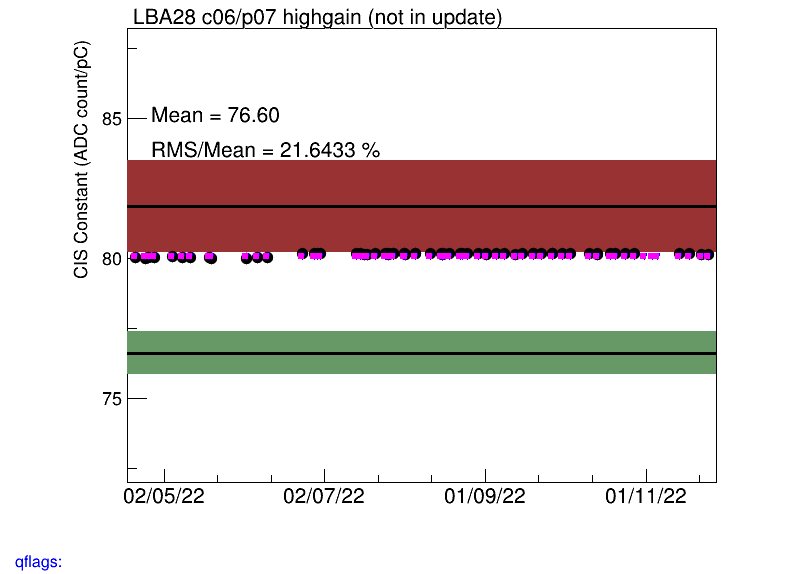 LBA28 c06/p07 highgain (not in update)
CIS Constant (ADC count/pC)
85
Mean = 76.60
RMS/Mean = 21.6433 %
80
75
02/05/22 02/07/22 01/09/22 01/11/22
qflags: